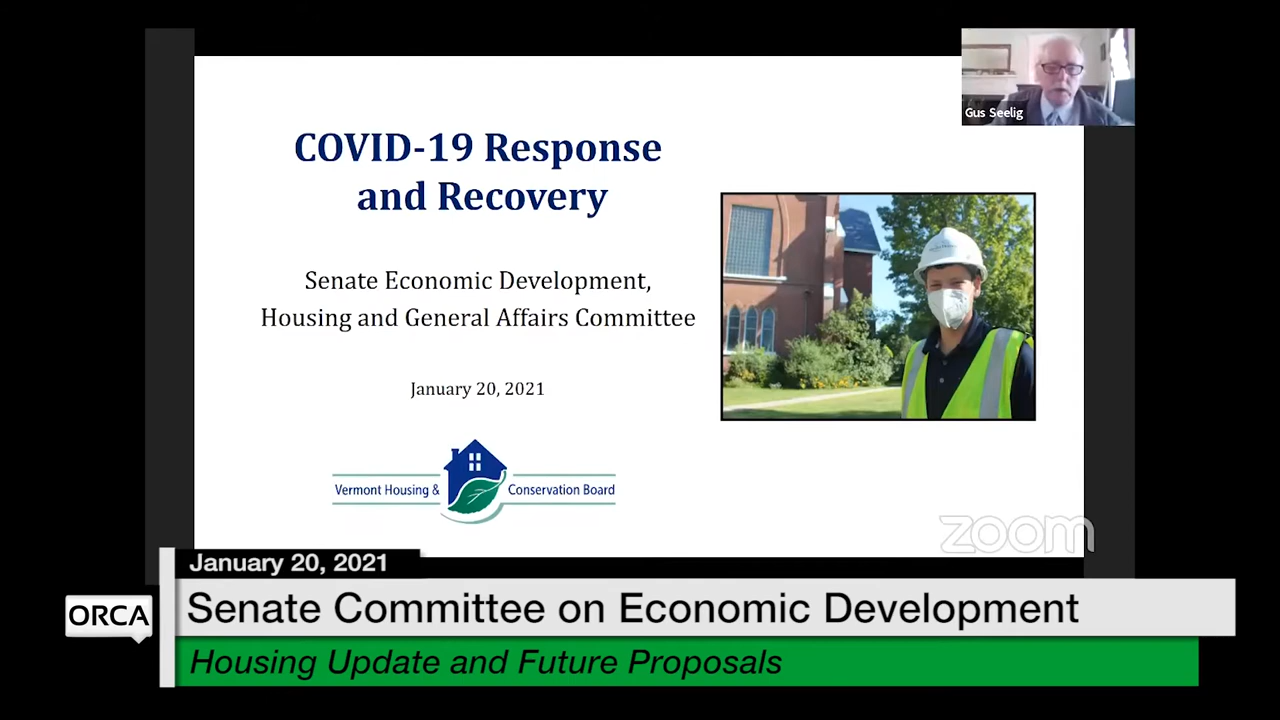 Gus Seelig
COVID-19 Response
and Recovery
Senate Economic Development,
Housing and General Affairs Committee
January 20, 2021
Vermont Housing & Conservation Board
zoom
January 20, 2021
ORCA
Senate Committee on Economic Development
Housing Update and Future Proposals